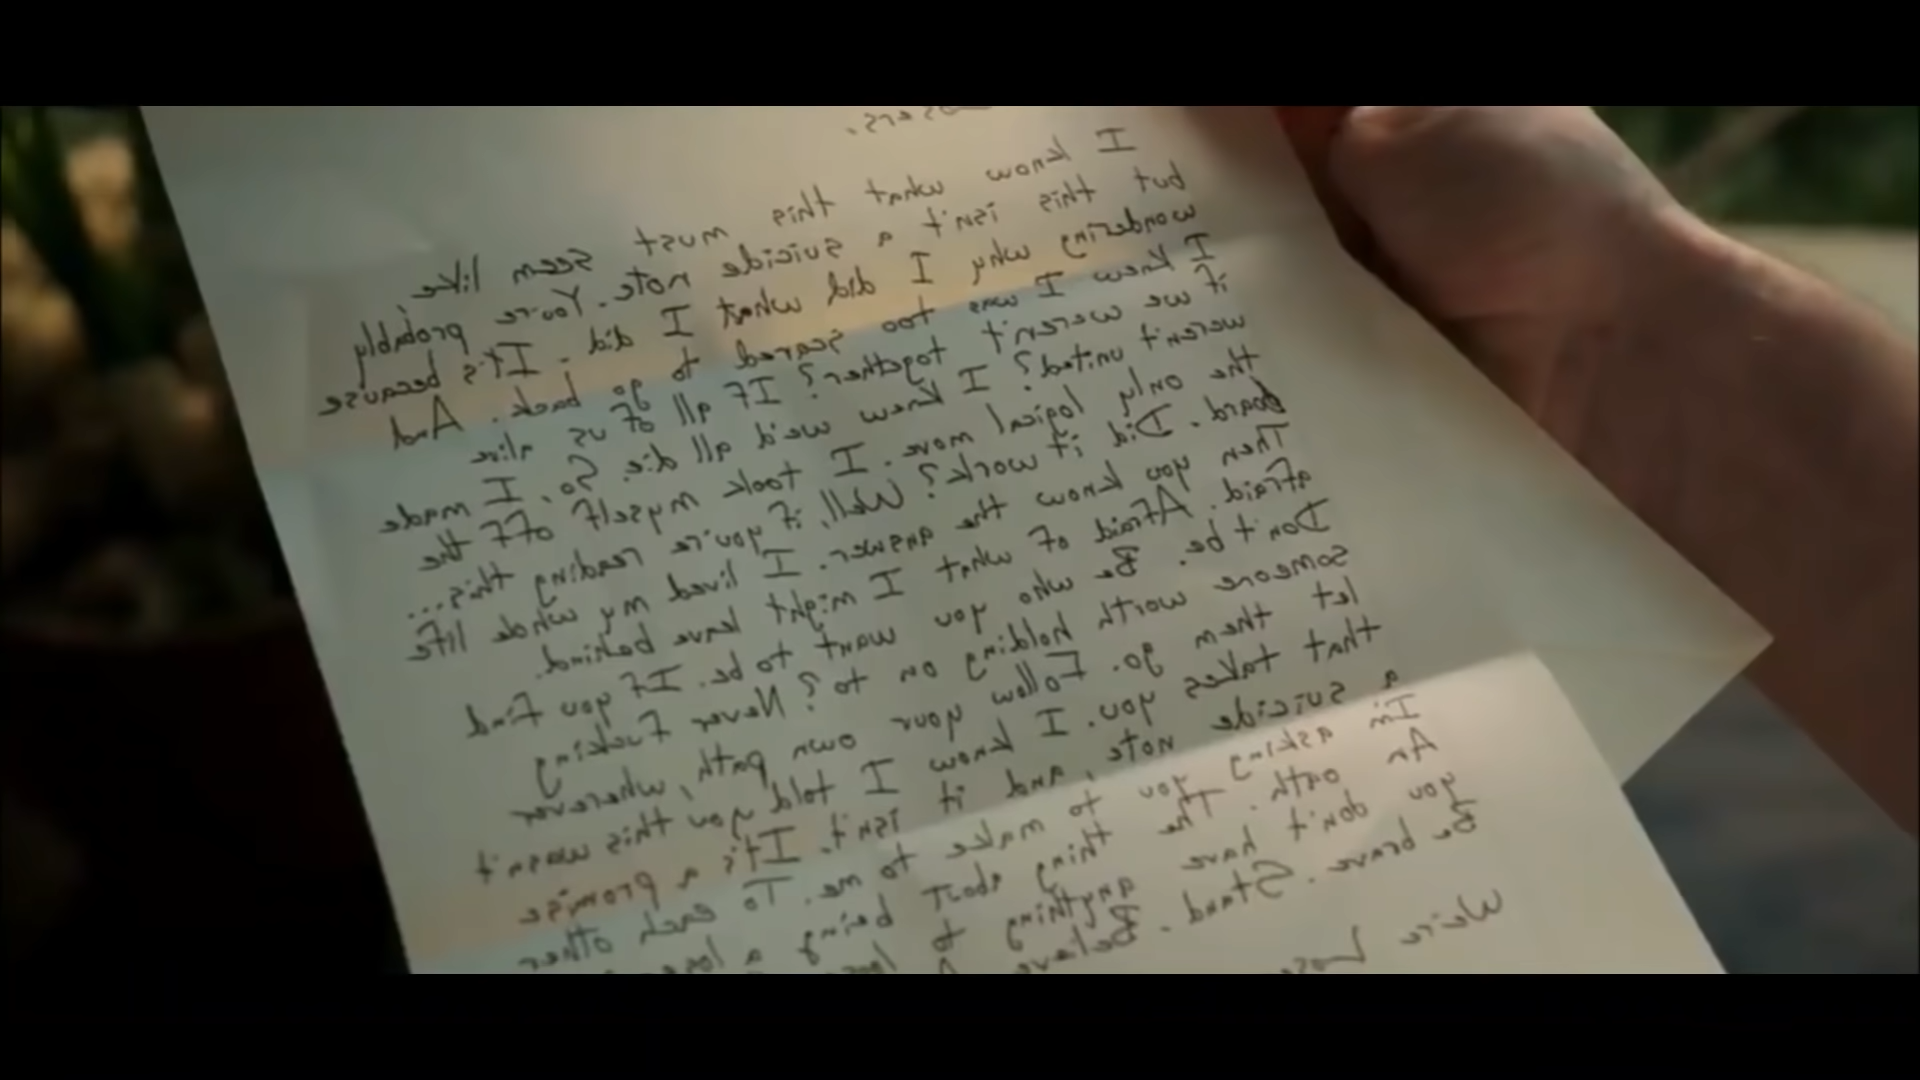 I know what this must seem like,
but this isn't a suicide note. You're probably
wondering why I did what I did. It's because
I knew I was too scared to go back. And
if we weren't together? If all of us alive
weren't united? I knew we'd all die. So, I made
the only logical move. I took myself off the
board. Did it work? Well, if you're reading this...
Then you know the answer. I lived my whole life
afraid. Afraid of what I might leave behind.
Don't be. Be who you want to be. If you find
someone worth holding on to? Never fucking
let them go. Follow your own path, wherever
that takes you. I know I told you this wasn't
a suicide note, and it isn't. It's a promise
I'm asking you to make to me. To each other
An oath. The thing about being a
you don't have anything to
Be brave. Stand. Believe.
We're